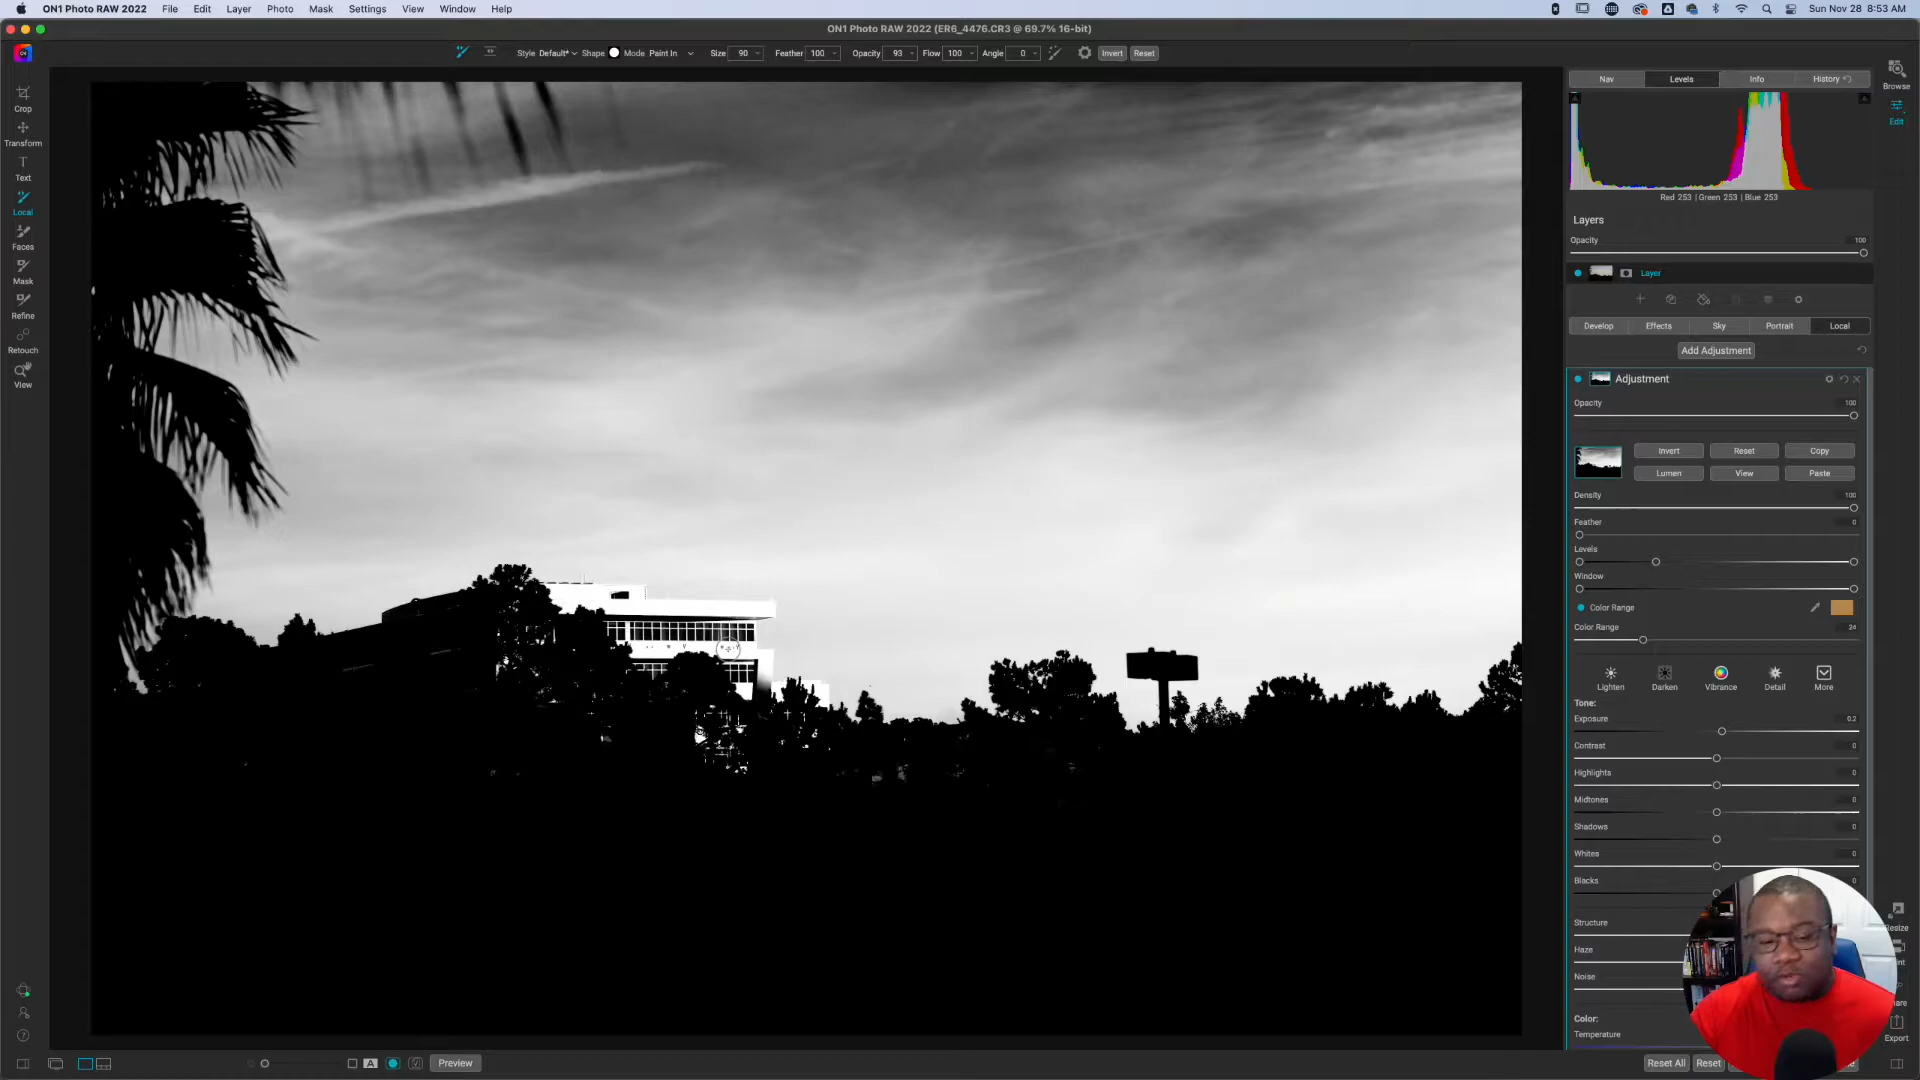 ON1 Photo RAW 2022 File Edit Layer Photo Mask Settings View Window Help Sun Nov 28 8:53 AM
ON1 Photo RAW 2022 (ER6_4476.CR3 @ 69.7% 16-bit)
Style Default* Shape Mode Paint In Size 90 Feather 100 Opacity 93 Flow 100 Angle 0 Invert Reset
Nav Levels Info History
Browse
Edit
Crop
Transform
Text
Local
Faces
Mask
Refine
Retouch
View
Red 253 | Green 253 | Blue 253
Layers
Opacity 100
Layer
Develop Effects Sky Portrait Local
Add Adjustment
Adjustment
Opacity 100
Invert Reset Copy
Lumen View Paste
Density 100
Feather 0
Levels
Window
Color Range
Color Range 24
Lighten Darken Vibrance Detail More
Tone:
Exposure 0.2
Contrast 0
Highlights 0
Midtones 0
Shadows 0
Whites 0
Blacks 0
Structure
Haze
Noise
Color:
Temperature
Export
A Preview
Reset All Reset